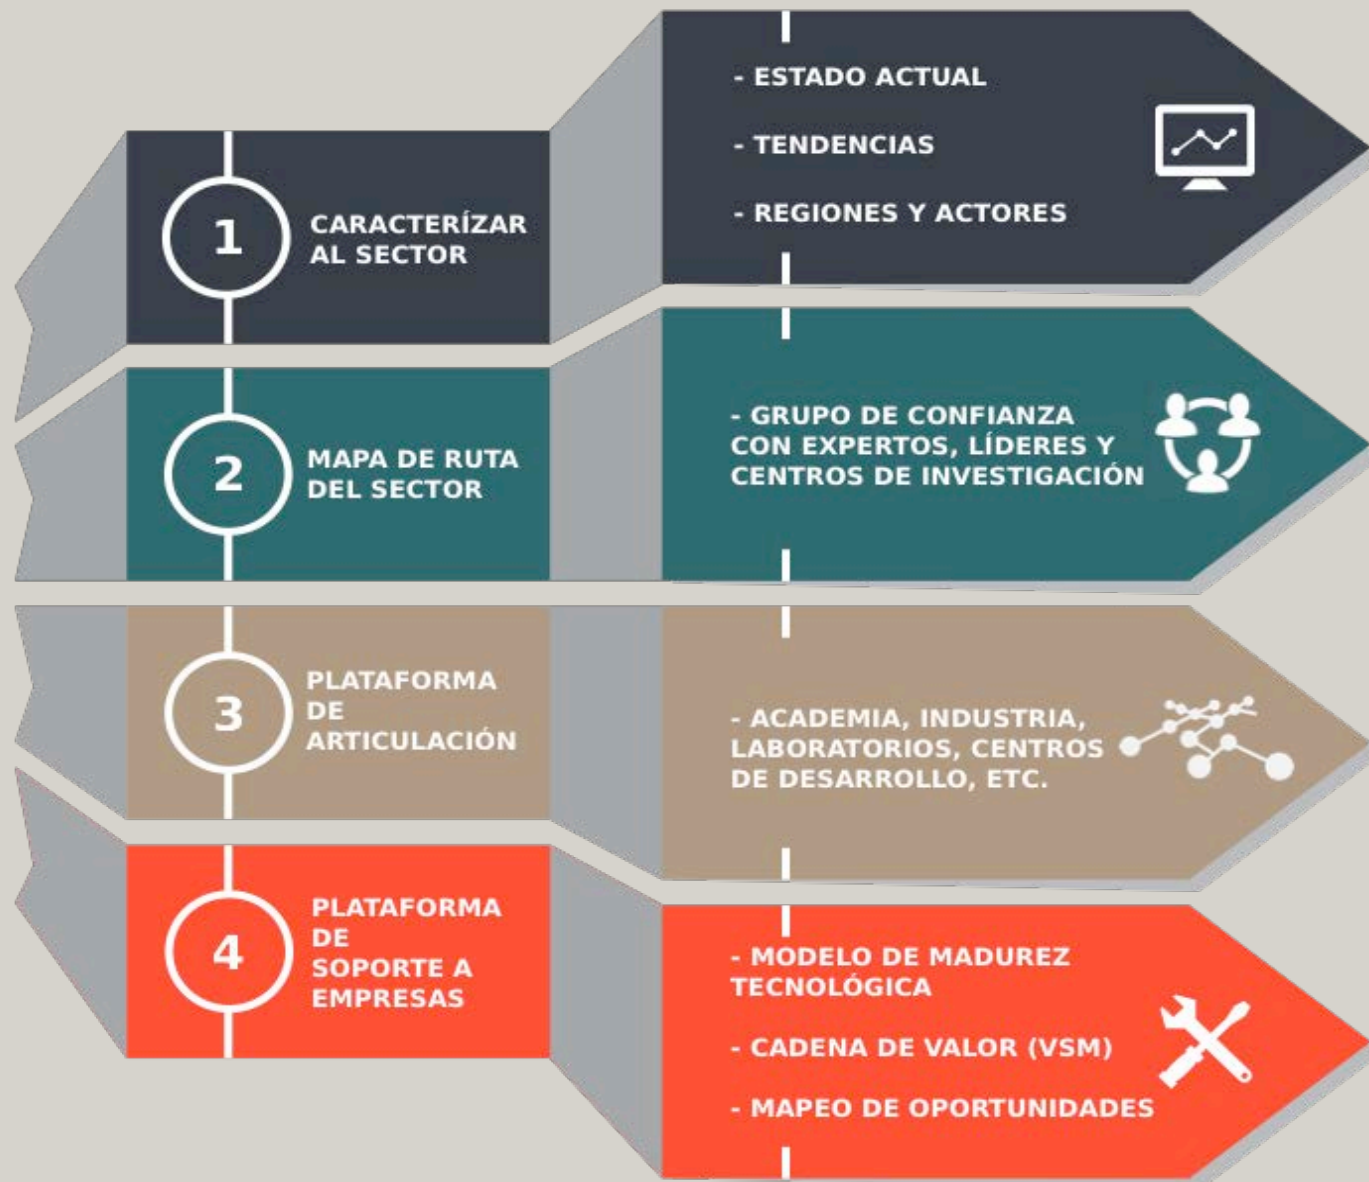 1
CARACTERÍZAR
AL SECTOR
- ESTADO ACTUAL
- TENDENCIAS
- REGIONES Y ACTORES
2
MAPA DE RUTA
DEL SECTOR
- GRUPO DE CONFIANZA
CON EXPERTOS, LÍDERES Y
CENTROS DE INVESTIGACIÓN
3
PLATAFORMA
DE
ARTICULACIÓN
- ACADEMIA, INDUSTRIA,
LABORATORIOS, CENTROS
DE DESARROLLO, ETC.
4
PLATAFORMA
DE
SOPORTE A
EMPRESAS
- MODELO DE MADUREZ
TECNOLÓGICA
- CADENA DE VALOR (VSM)
- MAPEO DE OPORTUNIDADES